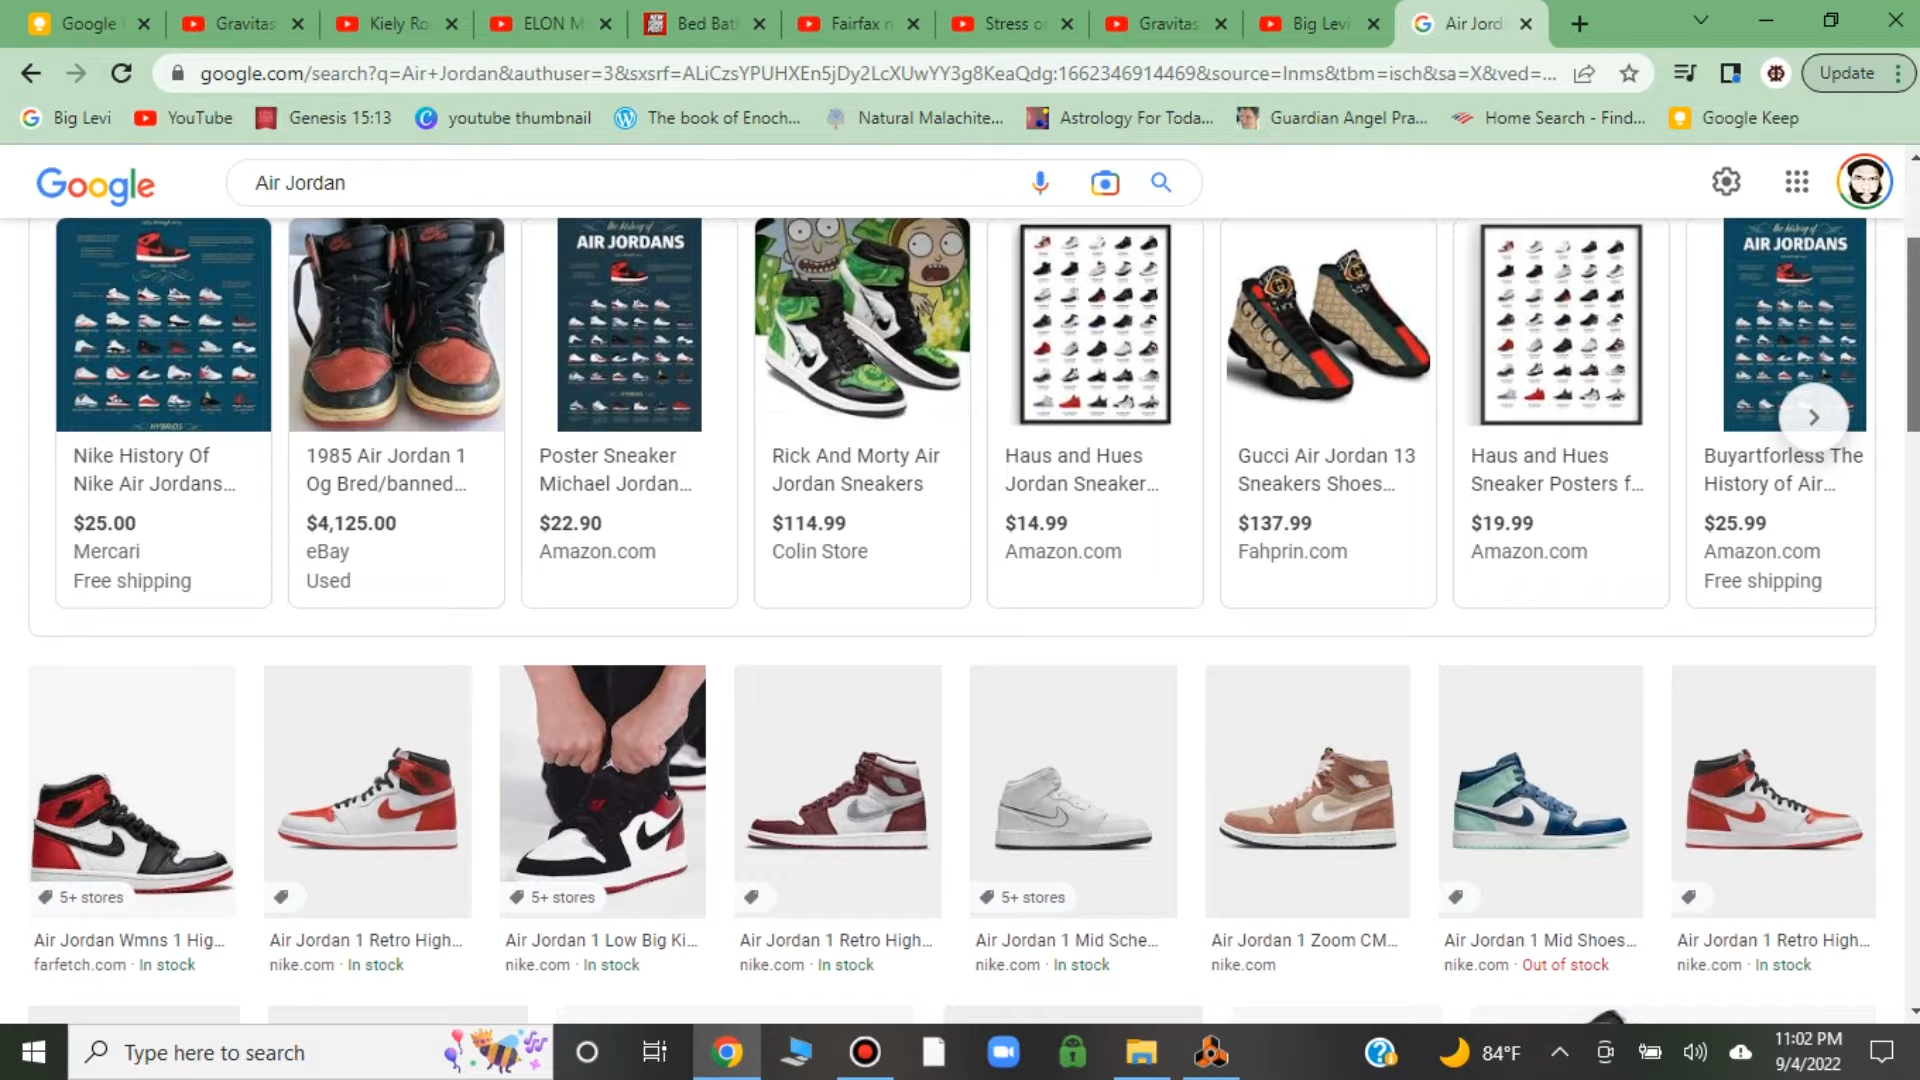 Google
Gravitas
Kiely Ro
ELON M
Bed Bat
Fairfax n
Stress o
Gravitas
Big Levi
Air Jord
google.com/search?q=Air+Jordan&authuser=3&sxsrf=ALiCzsYPUHXEn5jDy2LcXUwYY3g8KeaQdg:1662346914469&source=lnms&tbm=isch&sa=X&ved=...
Update
Big Levi
YouTube
Genesis 15:13
youtube thumbnail
The book of Enoch...
Natural Malachite...
Astrology For Toda...
Guardian Angel Pra...
Home Search - Find...
Google Keep
Google
Air Jordan
the history of
AIR JORDANS
GUCCI
the history of
AIR JORDANS
HYBRIDS
Nike History Of
Nike Air Jordans...
$25.00
Mercari
Free shipping
1985 Air Jordan 1
Og Bred/banned...
$4,125.00
eBay
Used
Poster Sneaker
Michael Jordan...
$22.90
Amazon.com
Rick And Morty Air
Jordan Sneakers
$114.99
Colin Store
Haus and Hues
Jordan Sneaker...
$14.99
Amazon.com
Gucci Air Jordan 13
Sneakers Shoes...
$137.99
Fahprin.com
Haus and Hues
Sneaker Posters f...
$19.99
Amazon.com
Buyartforless The
History of Air...
$25.99
Amazon.com
Free shipping
5+ stores
5+ stores
5+ stores
Air Jordan Wmns 1 Hig...
farfetch.com · In stock
Air Jordan 1 Retro High...
nike.com · In stock
Air Jordan 1 Low Big Ki...
nike.com · In stock
Air Jordan 1 Retro High...
nike.com · In stock
Air Jordan 1 Mid Sche...
nike.com · In stock
Air Jordan 1 Zoom CM...
nike.com
Air Jordan 1 Mid Shoes...
nike.com · Out of stock
Air Jordan 1 Retro High...
nike.com · In stock
Type here to search
84°F
11:02 PM
9/4/2022